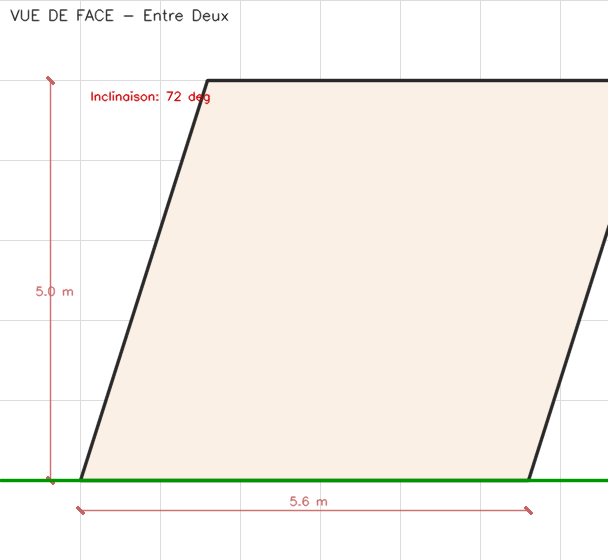 VUE DE FACE – Entre Deux
Inclinaison: 72 deg
5.0 m
5.6 m